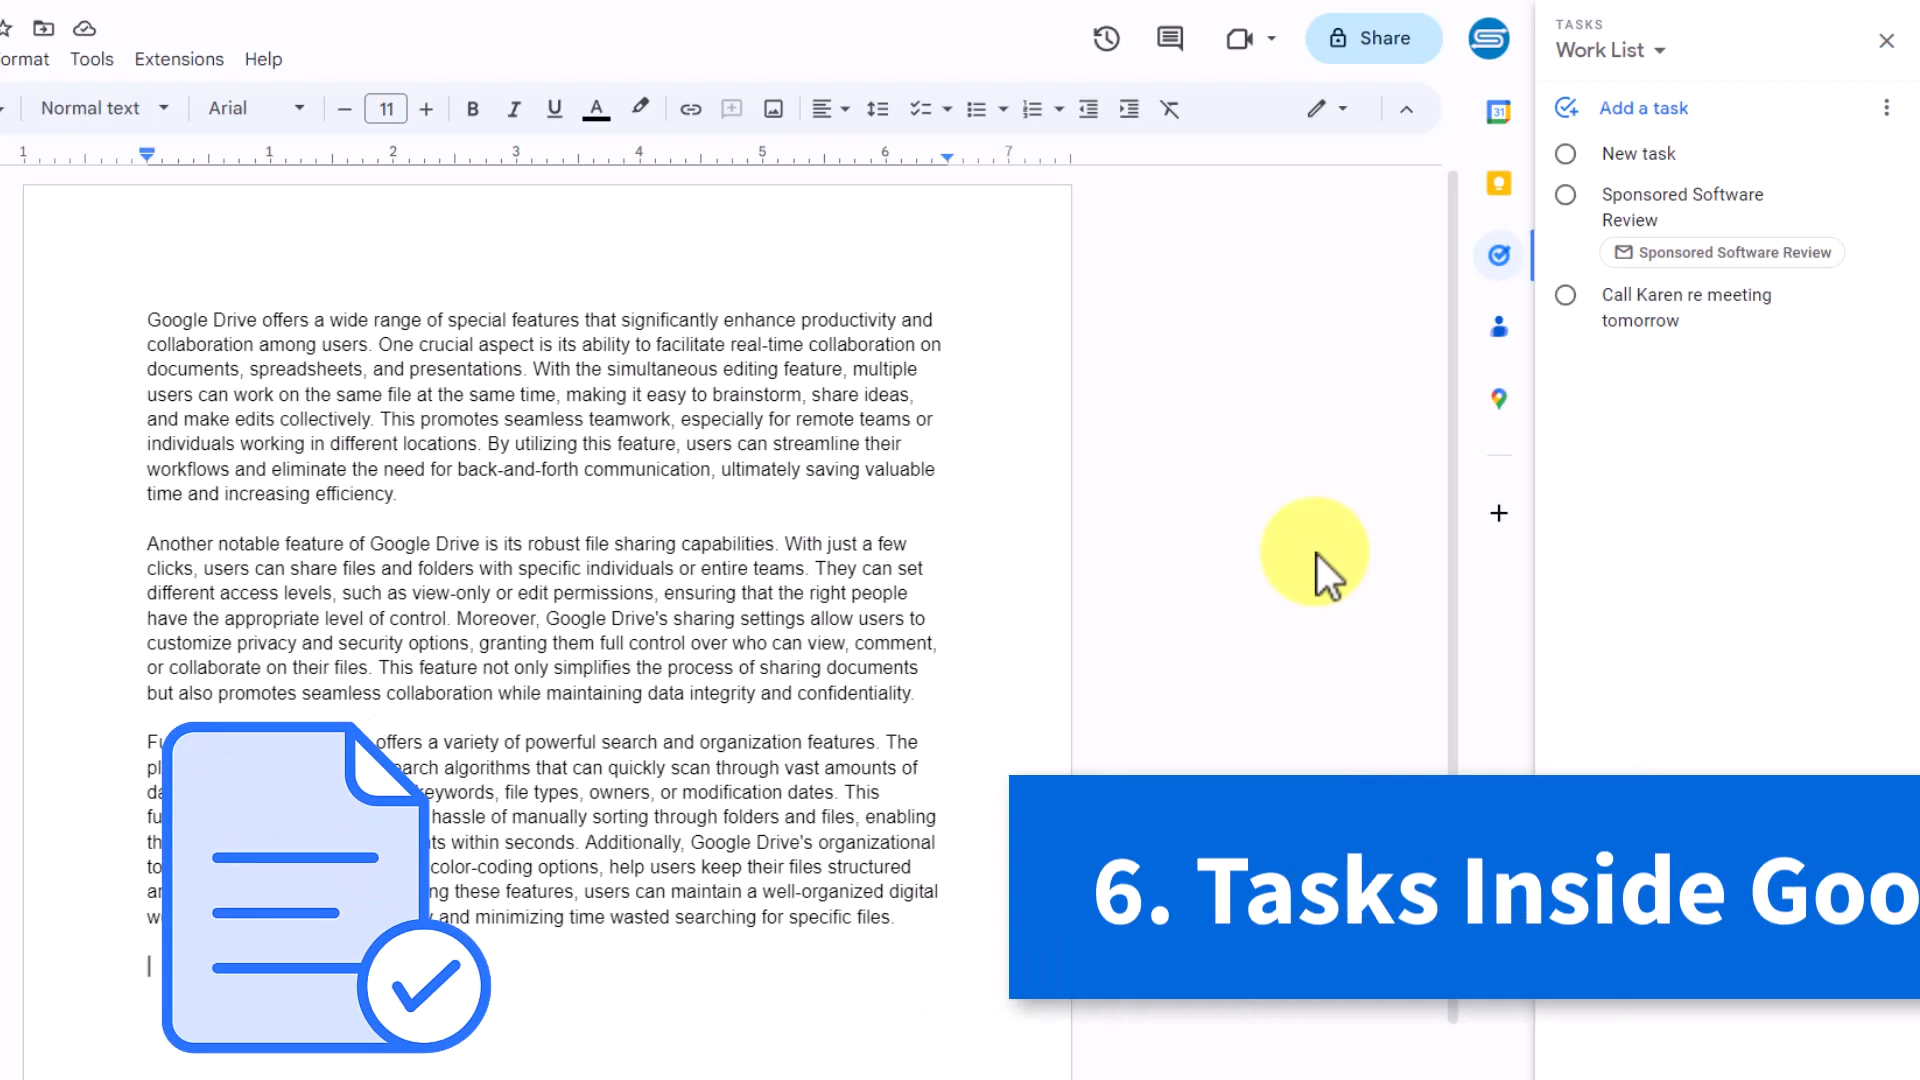 TASKS
Work List
ormat Tools Extensions Help
Share
Normal text Arial 11
31
Add a task
1 1 2 3 4 5 6 7
New task
Sponsored Software
Review
Sponsored Software Review
Call Karen re meeting
tomorrow
Google Drive offers a wide range of special features that significantly enhance productivity and
collaboration among users. One crucial aspect is its ability to facilitate real-time collaboration on
documents, spreadsheets, and presentations. With the simultaneous editing feature, multiple
users can work on the same file at the same time, making it easy to brainstorm, share ideas,
and make edits collectively. This promotes seamless teamwork, especially for remote teams or
individuals working in different locations. By utilizing this feature, users can streamline their
workflows and eliminate the need for back-and-forth communication, ultimately saving valuable
time and increasing efficiency.
Another notable feature of Google Drive is its robust file sharing capabilities. With just a few
clicks, users can share files and folders with specific individuals or entire teams. They can set
different access levels, such as view-only or edit permissions, ensuring that the right people
have the appropriate level of control. Moreover, Google Drive's sharing settings allow users to
customize privacy and security options, granting them full control over who can view, comment,
or collaborate on their files. This feature not only simplifies the process of sharing documents
but also promotes seamless collaboration while maintaining data integrity and confidentiality.
offers a variety of powerful search and organization features. The
algorithms that can quickly scan through vast amounts of
keywords, file types, owners, or modification dates. This
hassle of manually sorting through folders and files, enabling
within seconds. Additionally, Google Drive's organizational
color-coding options, help users keep their files structured
these features, users can maintain a well-organized digital
and minimizing time wasted searching for specific files.
6. Tasks Inside Goo